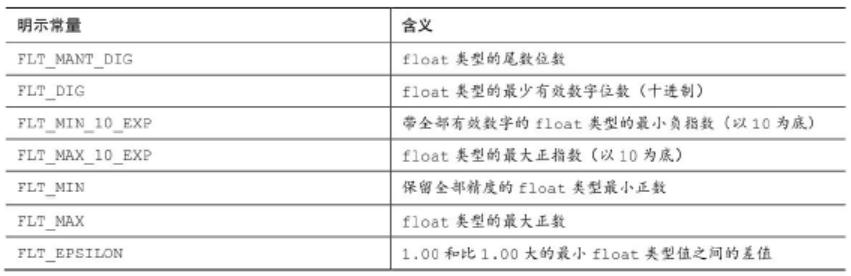 明示常量 含义
FLT_MANT_DIG float 类型的尾数位数
FLT_DIG float 类型的最少有效数字位数（十进制）
FLT_MIN_10_EXP 带全部有效数字的 float 类型的最小负指数（以 10 为底）
FLT_MAX_10_EXP float 类型的最大正指数（以 10 为底）
FLT_MIN 保留全部精度的 float 类型最小正数
FLT_MAX float 类型的最大正数
FLT_EPSILON 1.00 和比 1.00 大的最小 float 类型值之间的差值